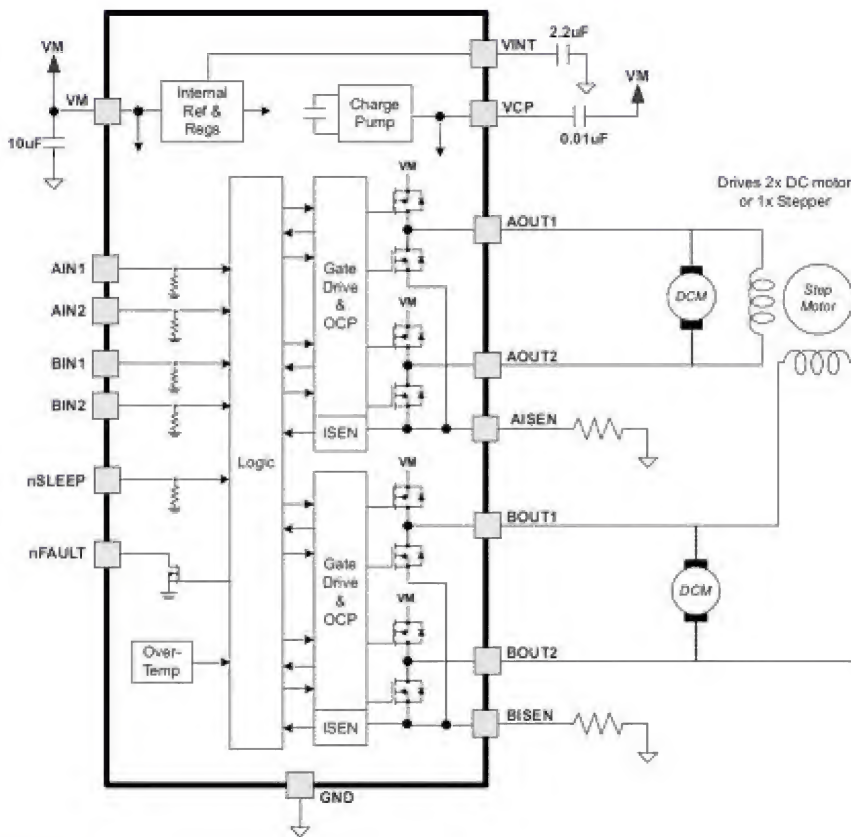 2.2uF
VINT
VM
VM
VM
Internal
Ref &
Regs
Charge
Pump
VCP
10uF
0.01uF
VM
Drives 2x DC motor
or 1x Stepper
AOUT1
AIN1
Gate
Drive
&
OCP
DCM
Step
Motor
AIN2
VM
BIN1
AOUT2
BIN2
ISEN
AISEN
Logic
VM
nSLEEP
BOUT1
nFAULT
Gate
Drive
&
OCP
DCM
VM
Over-
Temp
BOUT2
ISEN
BISEN
GND